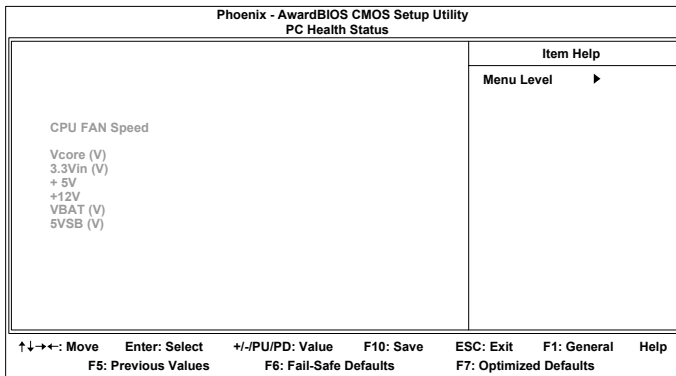 Phoenix - AwardBIOS CMOS Setup Utility
PC Health Status
Item Help
Menu Level ▶
CPU FAN Speed
Vcore (V)
3.3Vin (V)
+ 5V
+12V
VBAT (V)
5VSB (V)
↑↓→←: Move Enter: Select +/-/PU/PD: Value F10: Save ESC: Exit F1: General Help
F5: Previous Values F6: Fail-Safe Defaults F7: Optimized Defaults